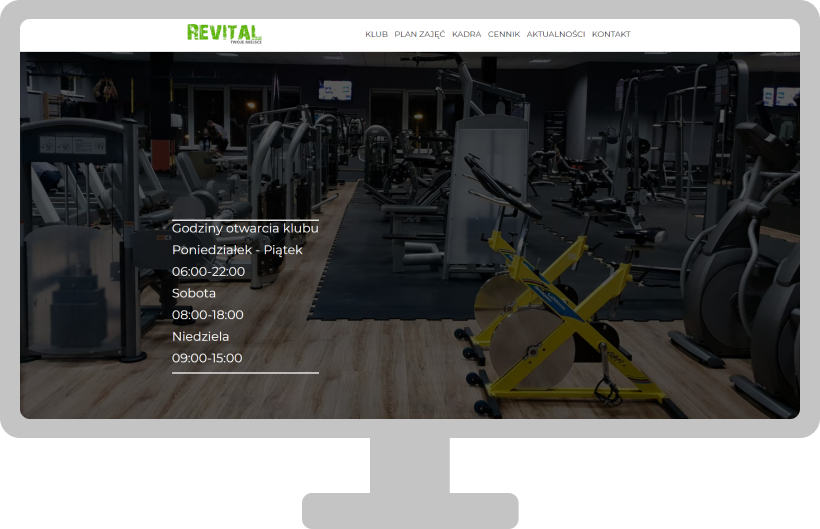 REVITAL
TWOJE MIEJSCE
KLUB PLAN ZAJĘĆ KADRA CENNIK AKTUALNOŚCI KONTAKT
Godziny otwarcia klubu
Poniedziałek - Piątek
06:00-22:00
Sobota
08:00-18:00
Niedziela
09:00-15:00